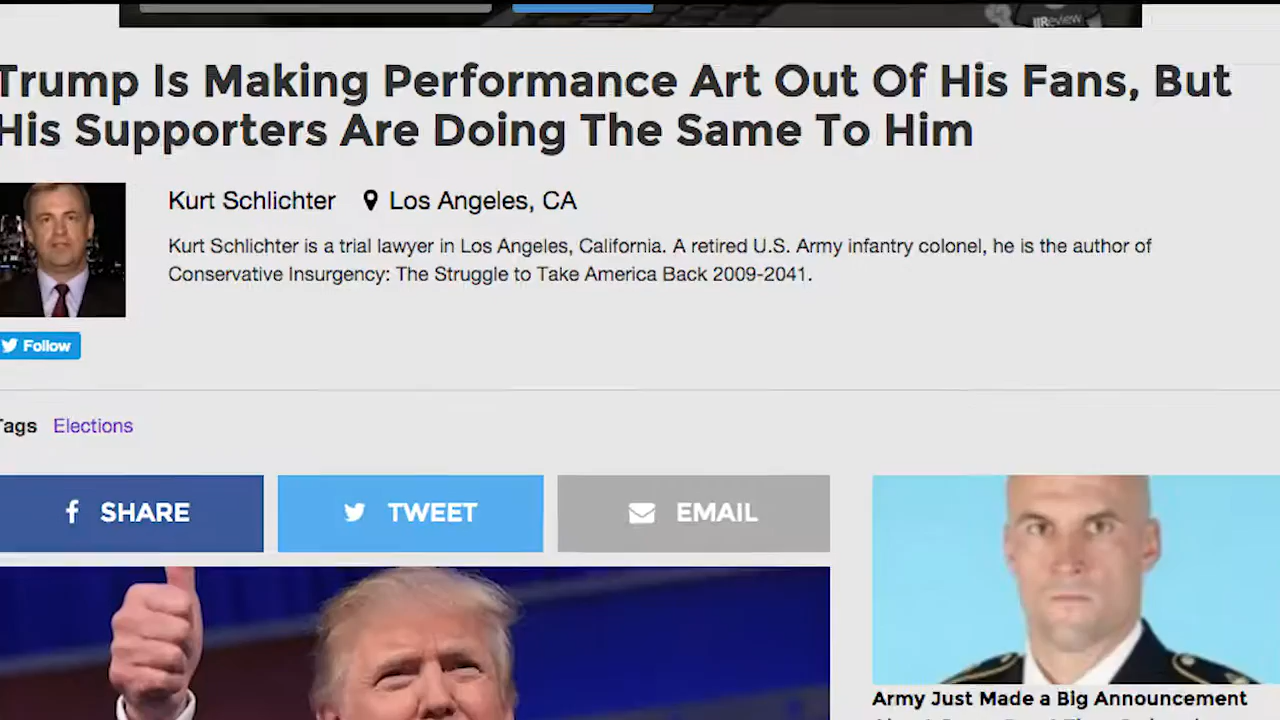 IJReview
Trump Is Making Performance Art Out Of His Fans, But
His Supporters Are Doing The Same To Him
Kurt Schlichter Los Angeles, CA
Kurt Schlichter is a trial lawyer in Los Angeles, California. A retired U.S. Army infantry colonel, he is the author of
Conservative Insurgency: The Struggle to Take America Back 2009-2041.
Follow
Tags Elections
SHARE TWEET EMAIL
Army Just Made a Big Announcement